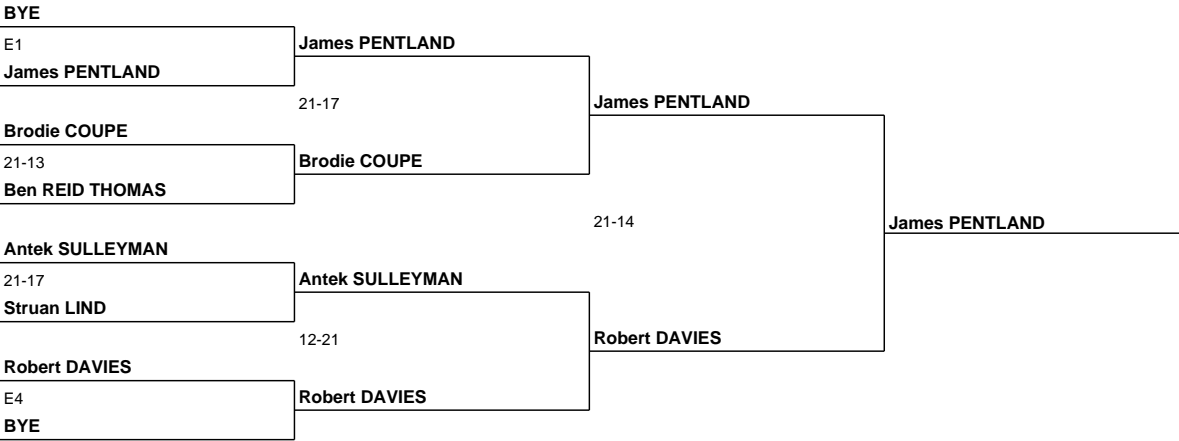 BYE
E1
James PENTLAND
James PENTLAND
21-17
James PENTLAND
Brodie COUPE
21-13
Brodie COUPE
Ben REID THOMAS
21-14
James PENTLAND
Antek SULLEYMAN
21-17
Antek SULLEYMAN
Struan LIND
12-21
Robert DAVIES
Robert DAVIES
E4
Robert DAVIES
BYE